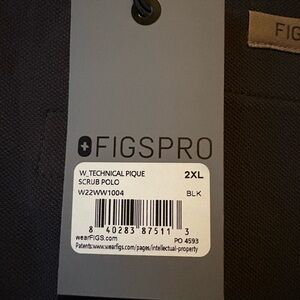 FIG
FIGSPRO
W_TECHNICAL PIQUE 2XL
SCRUB POLO
W22WW1004 BLK
8 40283 87511 3
wearFIGS.com PO 4593
Patents:www.wearfigs.com/pages/intellectual-property